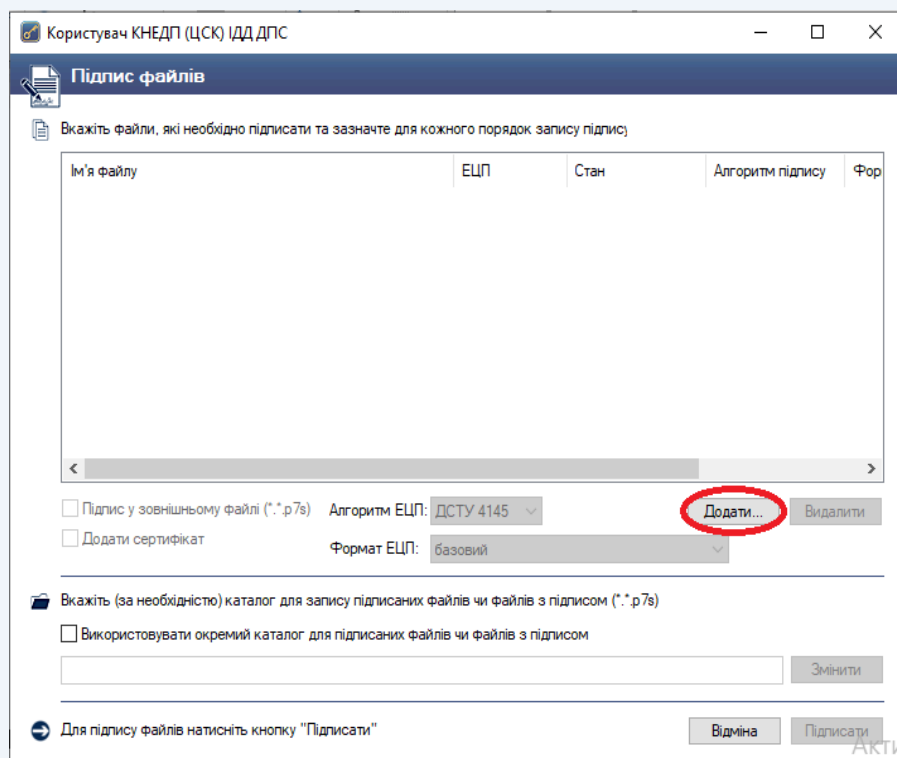 Користувач КНЕДП (ЦСК) ІДД ДПС
Підпис файлів
Вкажіть файли, які необхідно підписати та зазначте для кожного порядок запису підпису
Ім'я файлу ЕЦП Стан Алгоритм підпису Фор
Підпис у зовнішньому файлі (*.*.p7s) Алгоритм ЕЦП: ДСТУ 4145 Додати... Видалити
Додати сертифікат
Формат ЕЦП: базовий
Вкажіть (за необхідністю) каталог для запису підписаних файлів чи файлів з підписом (*.*.p7s)
Використовувати окремий каталог для підписаних файлів чи файлів з підписом
Змінити
Для підпису файлів натисніть кнопку "Підписати" Відміна Підписати
Акти